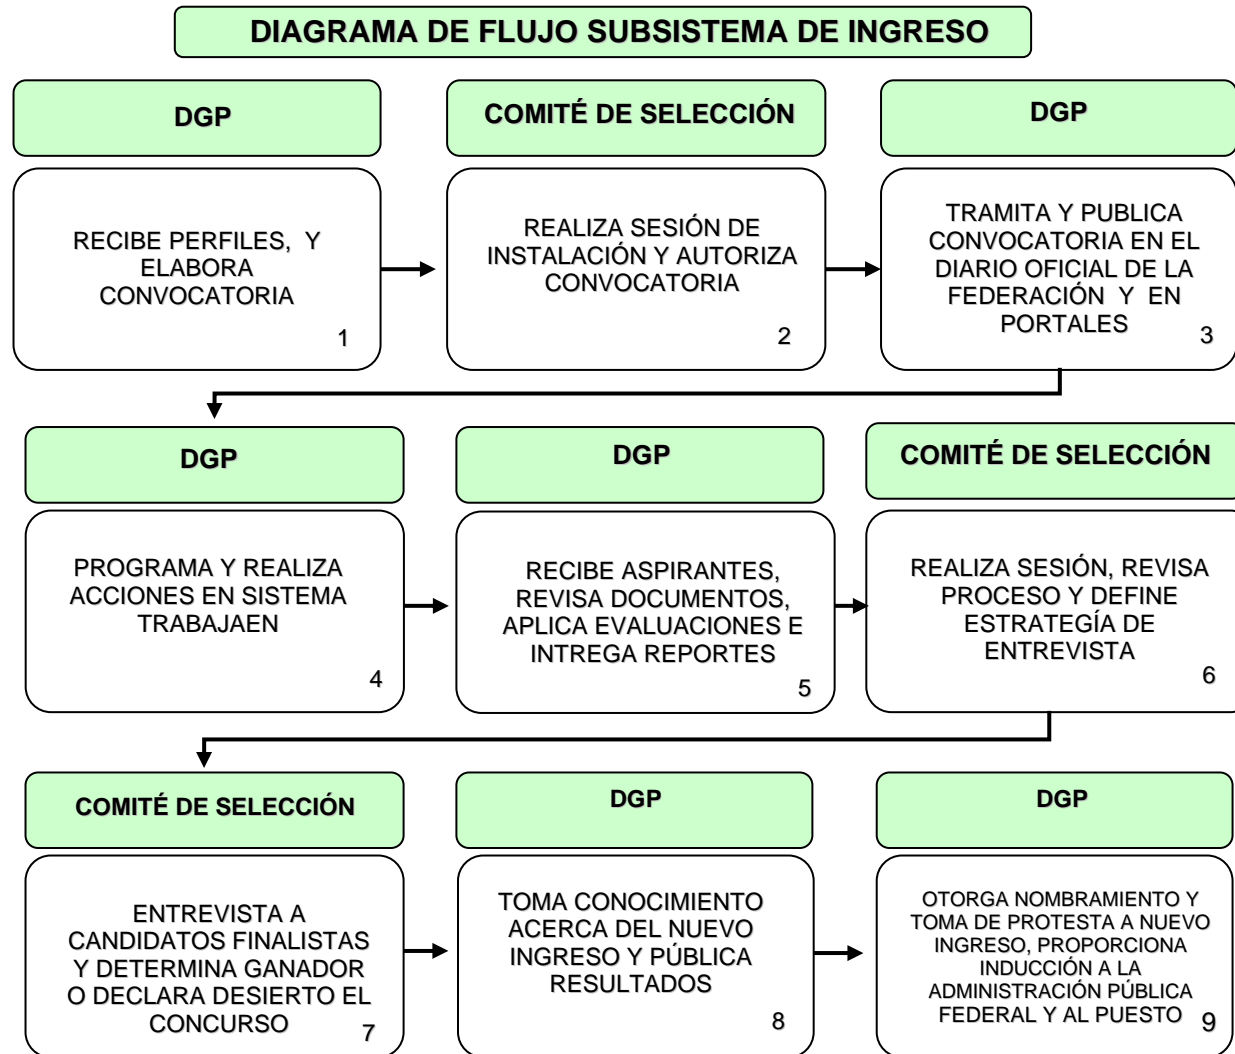 DIAGRAMA DE FLUJO SUBSISTEMA DE INGRESO
DGP
RECIBE PERFILES, Y
ELABORA
CONVOCATORIA
1
COMITÉ DE SELECCIÓN
REALIZA SESIÓN DE
INSTALACIÓN Y AUTORIZA
CONVOCATORIA
2
DGP
TRAMITA Y PUBLICA
CONVOCATORIA EN EL
DIARIO OFICIAL DE LA
FEDERACIÓN Y EN
PORTALES
3
DGP
PROGRAMA Y REALIZA
ACCIONES EN SISTEMA
TRABAJAEN
4
DGP
RECIBE ASPIRANTES,
REVISA DOCUMENTOS,
APLICA EVALUACIONES E
INTREGA REPORTES
5
COMITÉ DE SELECCIÓN
REALIZA SESIÓN, REVISA
PROCESO Y DEFINE
ESTRATEGÍA DE
ENTREVISTA
6
COMITÉ DE SELECCIÓN
ENTREVISTA A
CANDIDATOS FINALISTAS
Y DETERMINA GANADOR
O DECLARA DESIERTO EL
CONCURSO
7
DGP
TOMA CONOCIMIENTO
ACERCA DEL NUEVO
INGRESO Y PÚBLICA
RESULTADOS
8
DGP
OTORGA NOMBRAMIENTO Y
TOMA DE PROTESTA A NUEVO
INGRESO, PROPORCIONA
INDUCCIÓN A LA
ADMINISTRACIÓN PÚBLICA
FEDERAL Y AL PUESTO
9